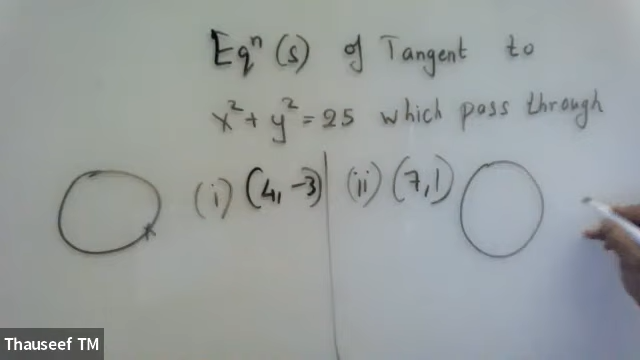 Eqⁿ(s) of Tangent to
x² + y² = 25 which pass through
(i) (4, -3) (ii) (7, 1)
Thauseef TM